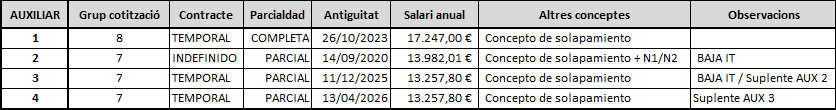 AUXILIAR Grup cotització Contracte Parcialdad Antiguitat Salari anual Altres conceptes Observacions
1 8 TEMPORAL COMPLETA 26/10/2023 17.247,00 € Concepto de solapamiento
2 7 INDEFINIDO PARCIAL 14/09/2020 13.982,01 € Concepto de solapamiento + N1/N2 BAJA IT
3 7 TEMPORAL PARCIAL 11/12/2025 13.257,80 € Concepto de solapamiento BAJA IT / Suplente AUX 2
4 7 TEMPORAL PARCIAL 13/04/2026 13.257,80 € Concepto de solapamiento Suplente AUX 3